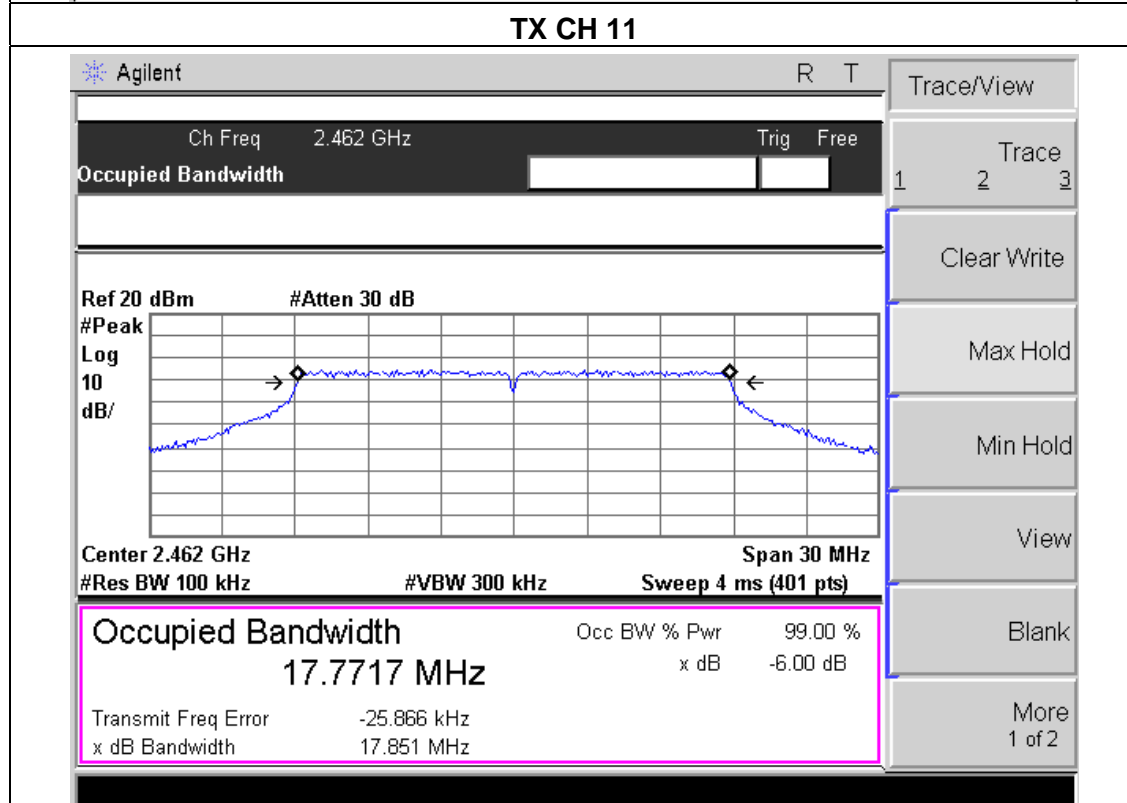 TX CH 11
Agilent R T
Trace/View
Ch Freq 2.462 GHz Trig Free
Occupied Bandwidth
Trace
1 2 3
Clear Write
Ref 20 dBm #Atten 30 dB
#Peak
Log
10
dB/
Max Hold
Min Hold
Center 2.462 GHz Span 30 MHz
#Res BW 100 kHz #VBW 300 kHz Sweep 4 ms (401 pts)
View
Occupied Bandwidth Occ BW % Pwr 99.00 %
17.7717 MHz x dB -6.00 dB
Blank
Transmit Freq Error -25.866 kHz
x dB Bandwidth 17.851 MHz
More
1 of 2